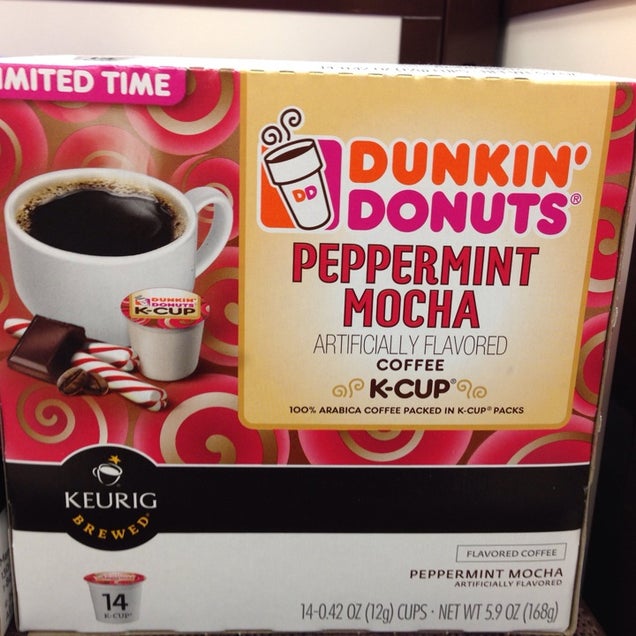 IMITED TIME
DUNKIN'
DONUTS®
DD
PEPPERMINT
MOCHA
ARTIFICIALLY FLAVORED
COFFEE
K-CUP®
100% ARABICA COFFEE PACKED IN K-CUP® PACKS
DUNKIN'
DONUTS
K-CUP
KEURIG
BREWED
FLAVORED COFFEE
PEPPERMINT MOCHA
ARTIFICIALLY FLAVORED
14
K-CUP
14-0.42 OZ (12g) CUPS · NET WT 5.9 OZ (168g)